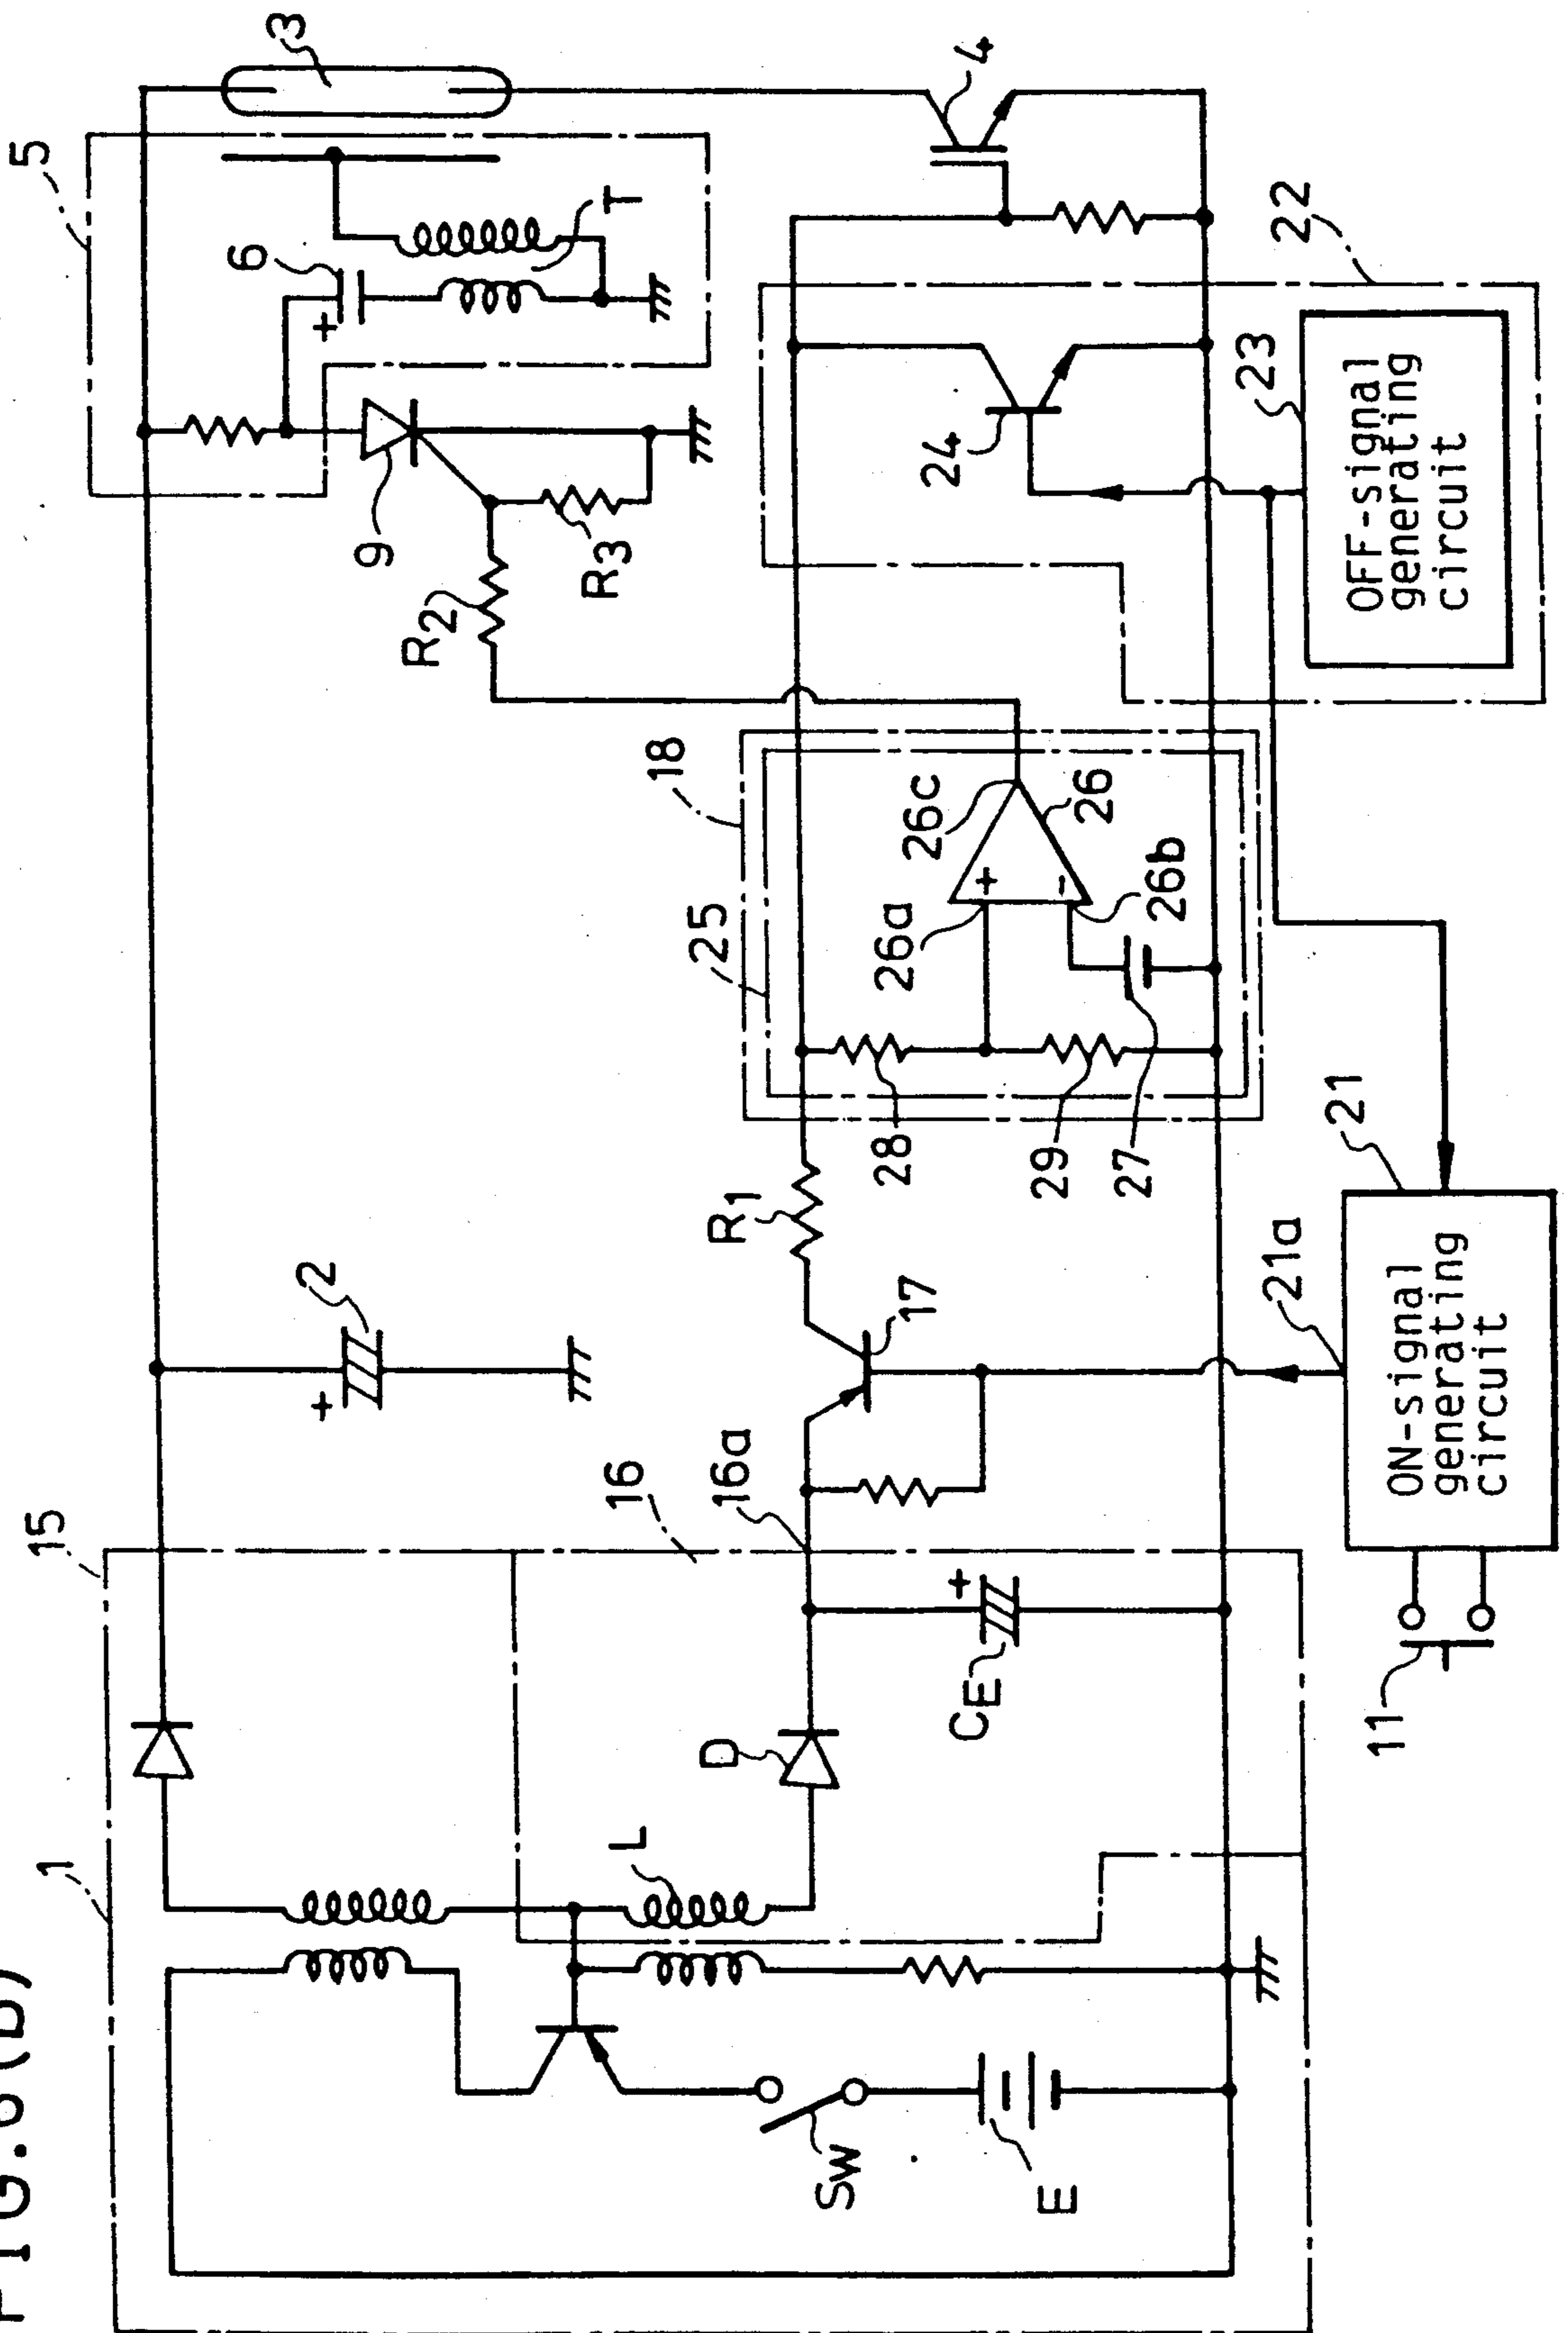 FIG.6(B)
15
1
16
16a
L
D
CE
+
SW
E
2
+
17
R1
21a
21
ON-signal
generating
circuit
11
18
25
28
29
27
26a
26b
26c
26
+
-
R2
R3
9
5
6
+
T
3
4
22
24
23
OFF-signal
generating
circuit